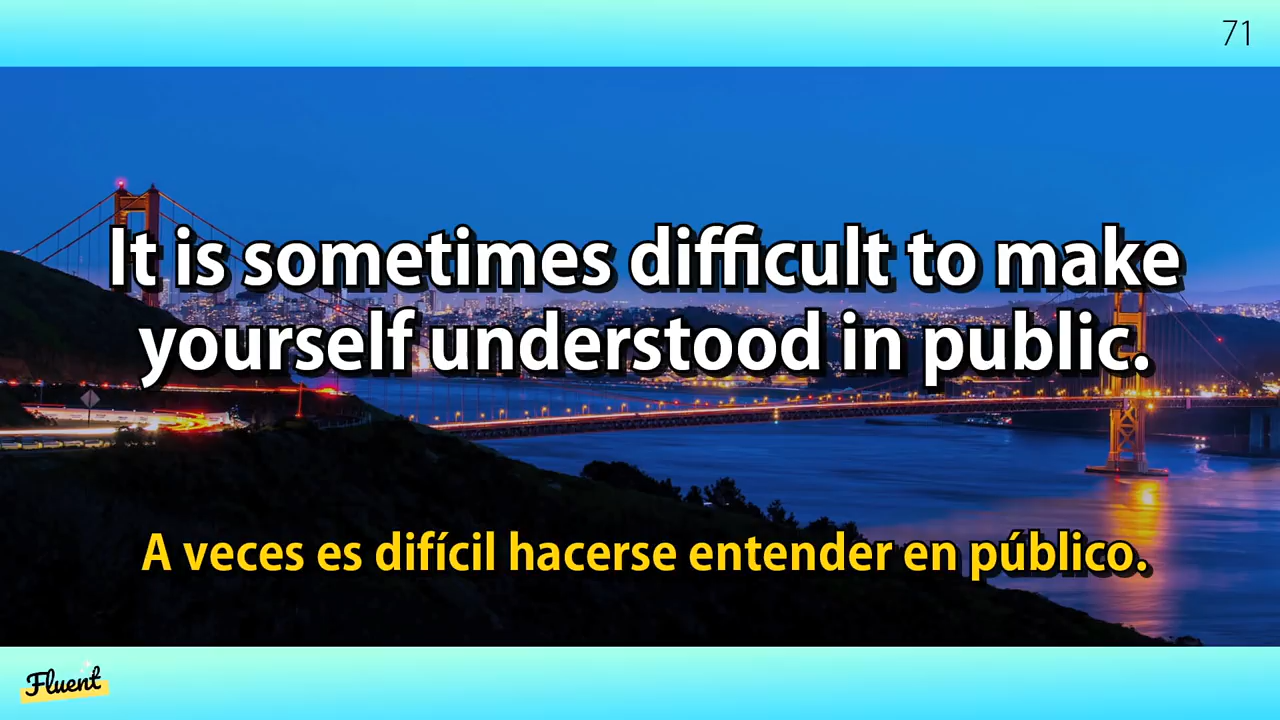 71
It is sometimes difficult to make
yourself understood in public.
A veces es difícil hacerse entender en público.
Fluent